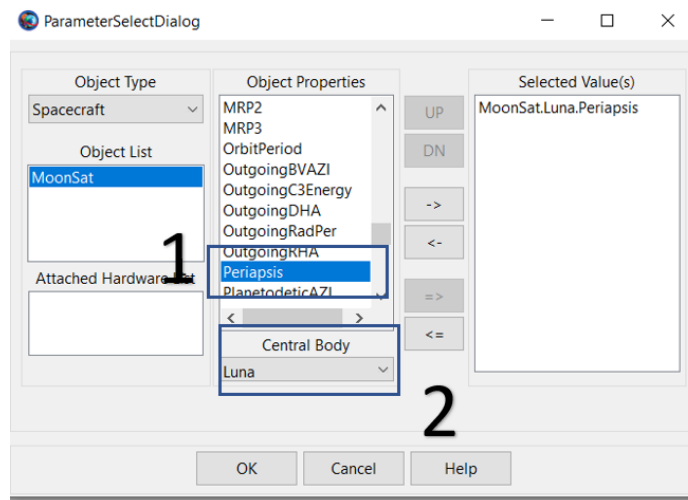 ParameterSelectDialog
Object Type
Spacecraft
Object List
MoonSat
Attached Hardware List
1
Object Properties
MRP2
MRP3
OrbitPeriod
OutgoingBVAZI
OutgoingC3Energy
OutgoingDHA
OutgoingRadPer
OutgoingRHA
Periapsis
PlanetodeticAZI
Central Body
Luna
2
UP
DN
->
<-
=>
<=
Selected Value(s)
MoonSat.Luna.Periapsis
OK
Cancel
Help